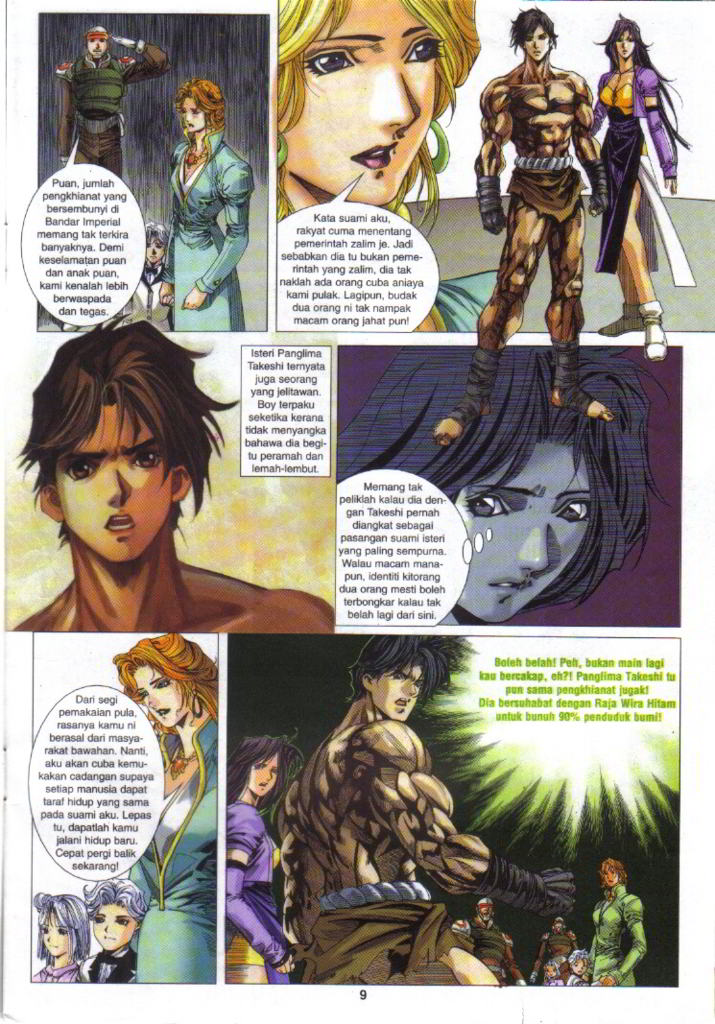 Puan, jumlah
pengkhianat yang
bersembunyi di
Bandar Imperial
memang tak terkira
banyaknya. Demi
keselamatan puan
dan anak puan,
kami kenalah lebih
berwaspada
dan tegas.
Kata suami aku,
rakyat cuma menentang
pemerintah zalim je. Jadi
sebabkan dia tu bukan peme-
rintah yang zalim, dia tak
naklah ada orang cuba aniaya
kami pulak. Lagipun, budak
dua orang ni tak nampak
macam orang jahat pun!
Isteri Panglima
Takeshi ternyata
juga seorang
yang jelitawan.
Boy terpaku
seketika kerana
tidak menyangka
bahawa dia begi-
tu peramah dan
lemah-lembut.
Memang tak
peliklah kalau dia den-
gan Takeshi pernah
diangkat sebagai
pasangan suami isteri
yang paling sempurna.
Walau macam mana-
pun, identiti kitorang
dua orang mesti boleh
terbongkar kalau tak
belah lagi dari sini.
Dari segi
pemakaian pula,
rasanya kamu ni
berasal dari masya-
rakat bawahan. Nanti,
aku akan cuba kemu-
kakan cadangan supaya
setiap manusia dapat
taraf hidup yang sama
pada suami aku. Lepas
tu, dapatlah kamu
jalani hidup baru.
Cepat pergi balik
sekarang!
Boleh belah! Peh, bukan main lagi
kau bercakap, eh?! Panglima Takeshi tu
pun sama pengkhianat jugak!
Dia bersubahat dengan Raja Wira Hitam
untuk bunuh 90% penduduk bumi!
9